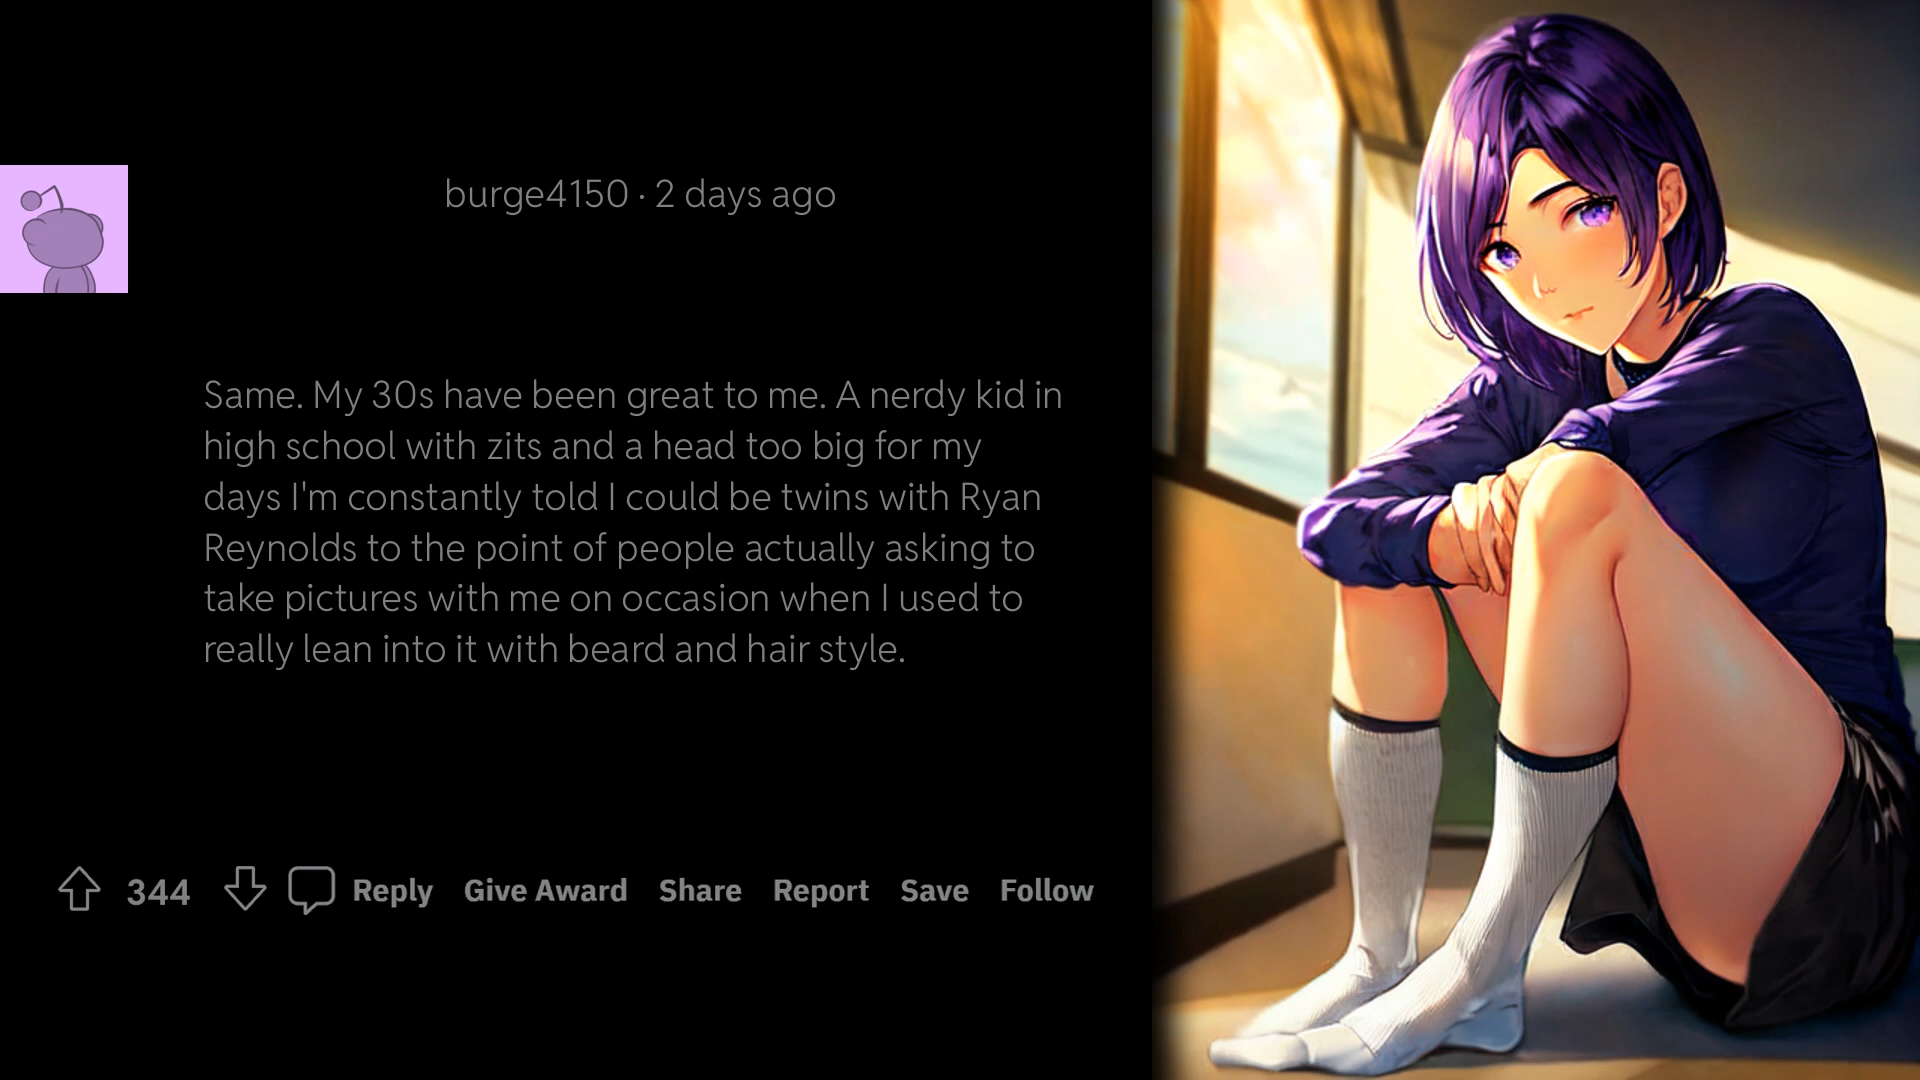 burge4150 · 2 days ago
Same. My 30s have been great to me. A nerdy kid in
high school with zits and a head too big for my
days I'm constantly told I could be twins with Ryan
Reynolds to the point of people actually asking to
take pictures with me on occasion when I used to
really lean into it with beard and hair style.
344 Reply Give Award Share Report Save Follow